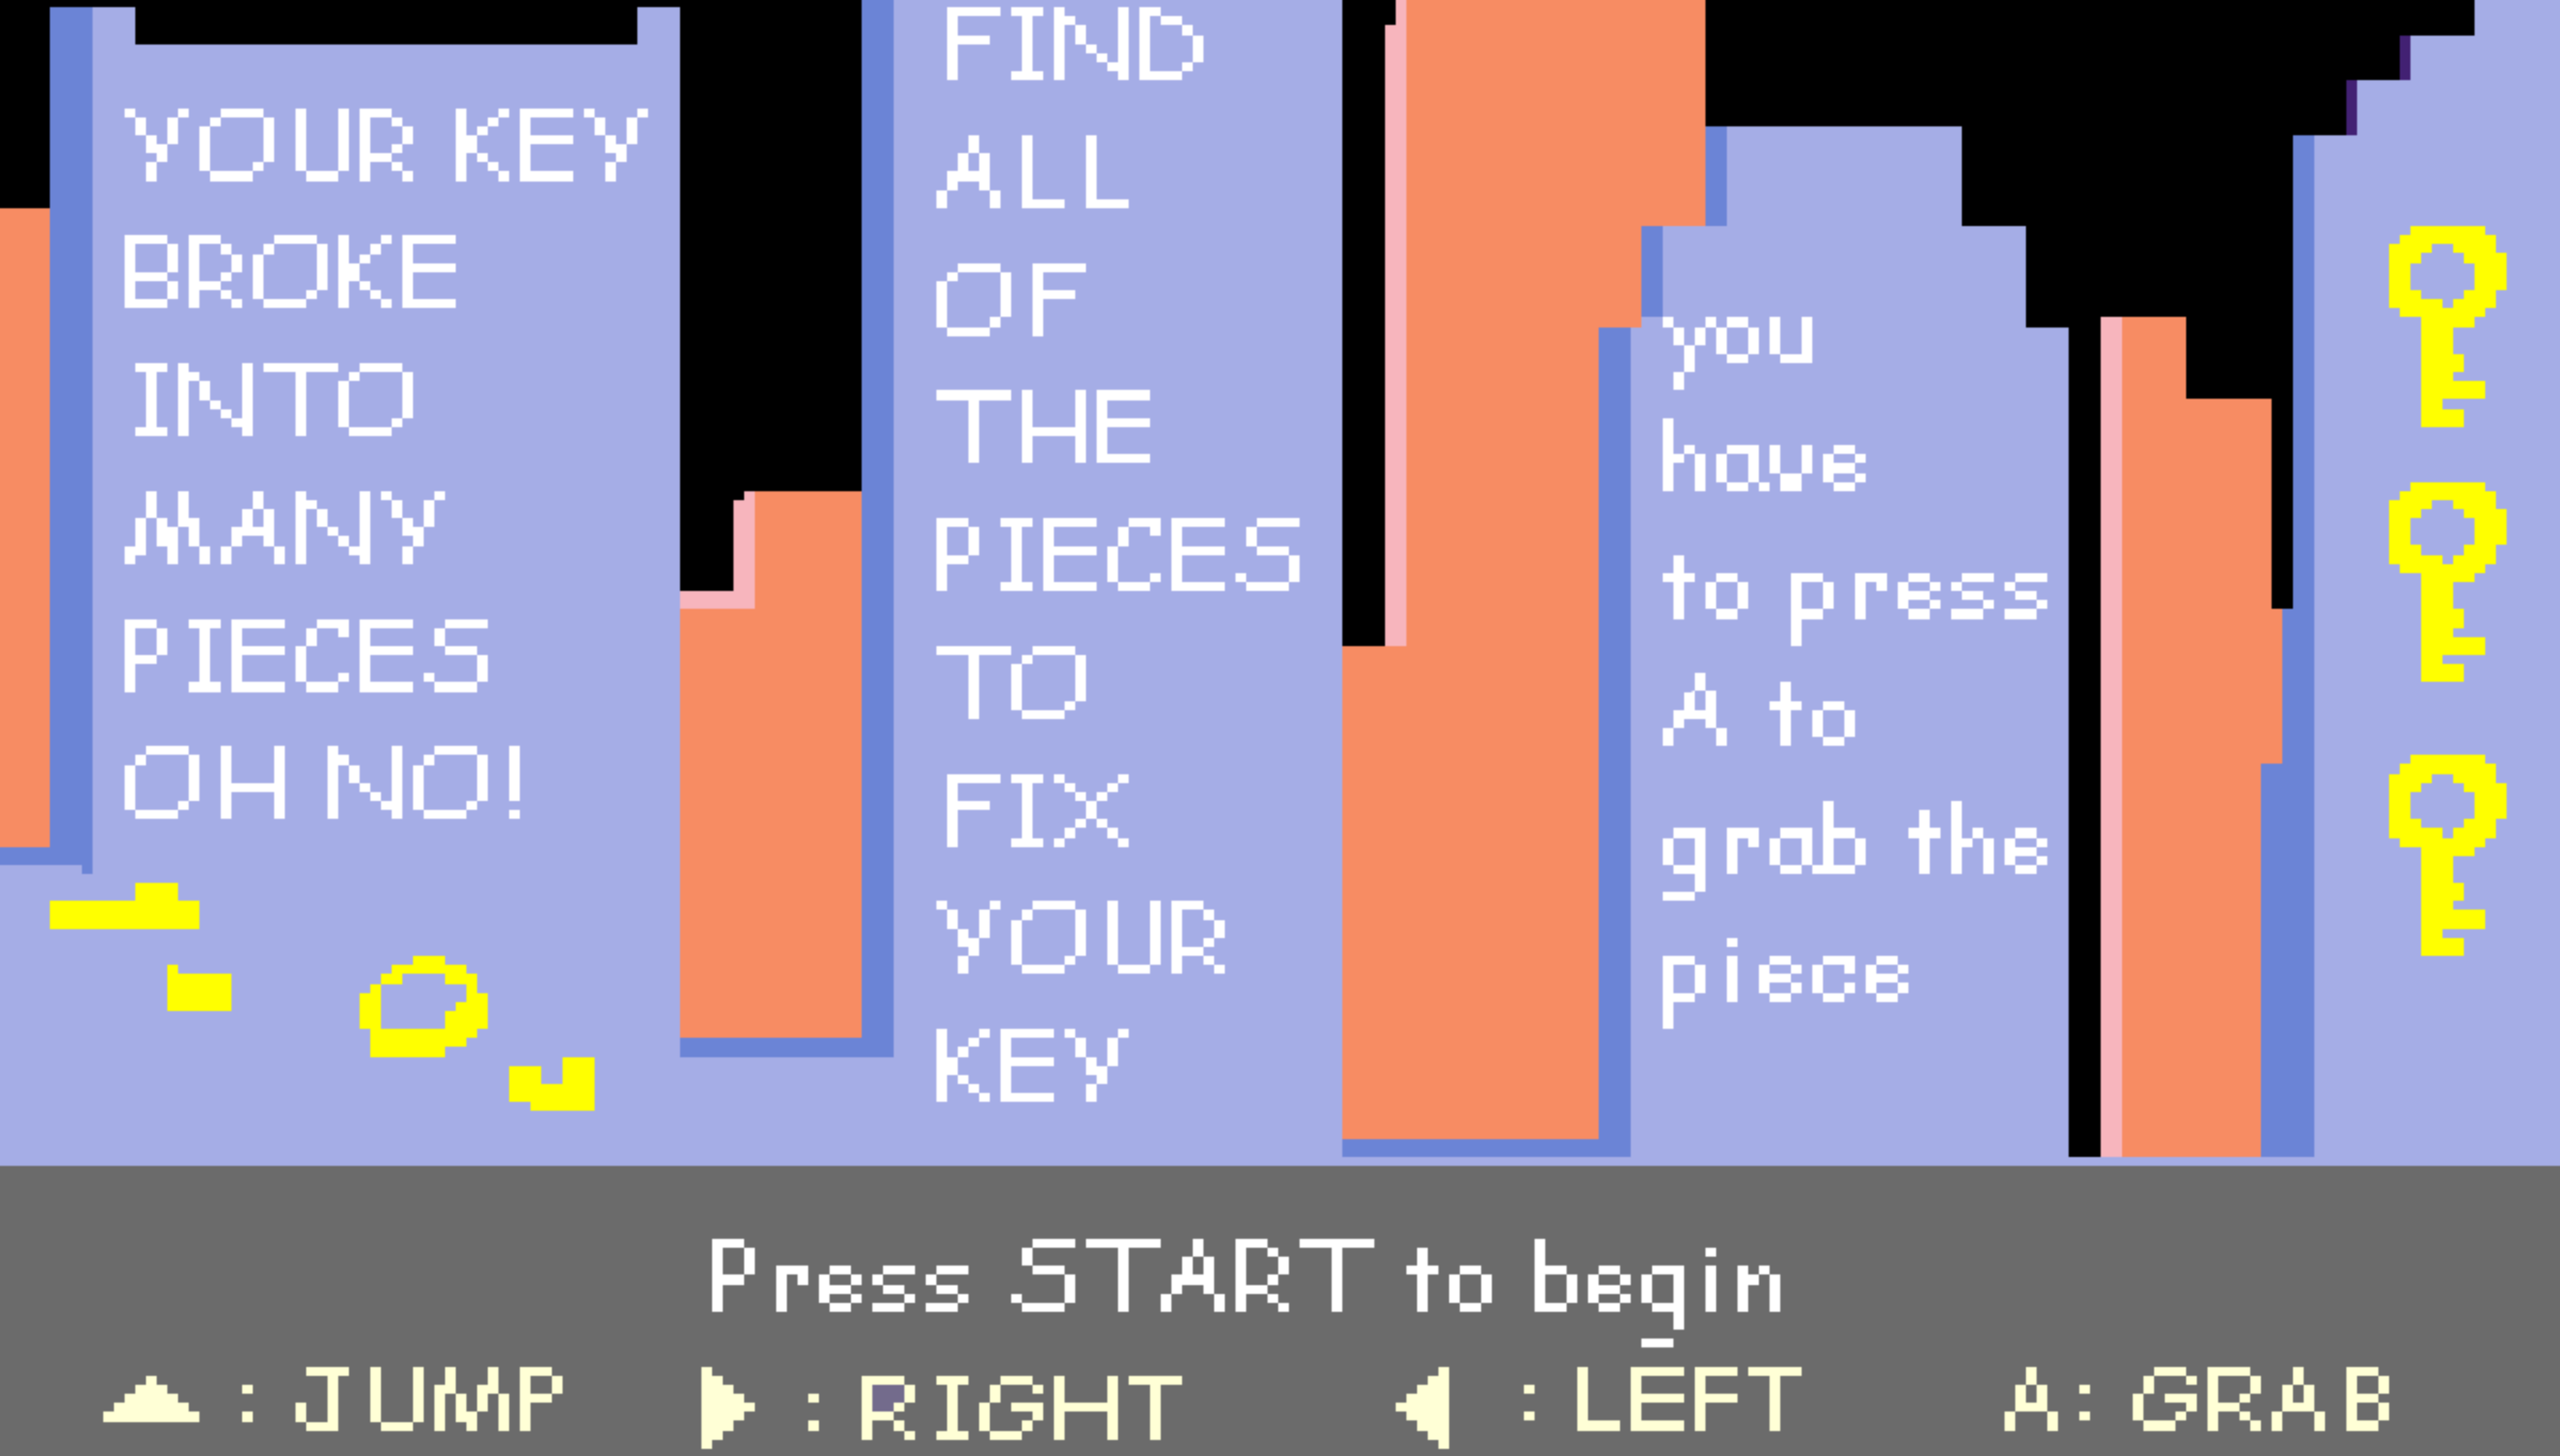 YOUR KEY
BROKE
INTO
MANY
PIECES
OH NO!
FIND
ALL
OF
THE
PIECES
TO
FIX
YOUR
KEY
you
have
to press
A to
grab the
piece
Press START to begin
: JUMP
: RIGHT
: LEFT
A: GRAB